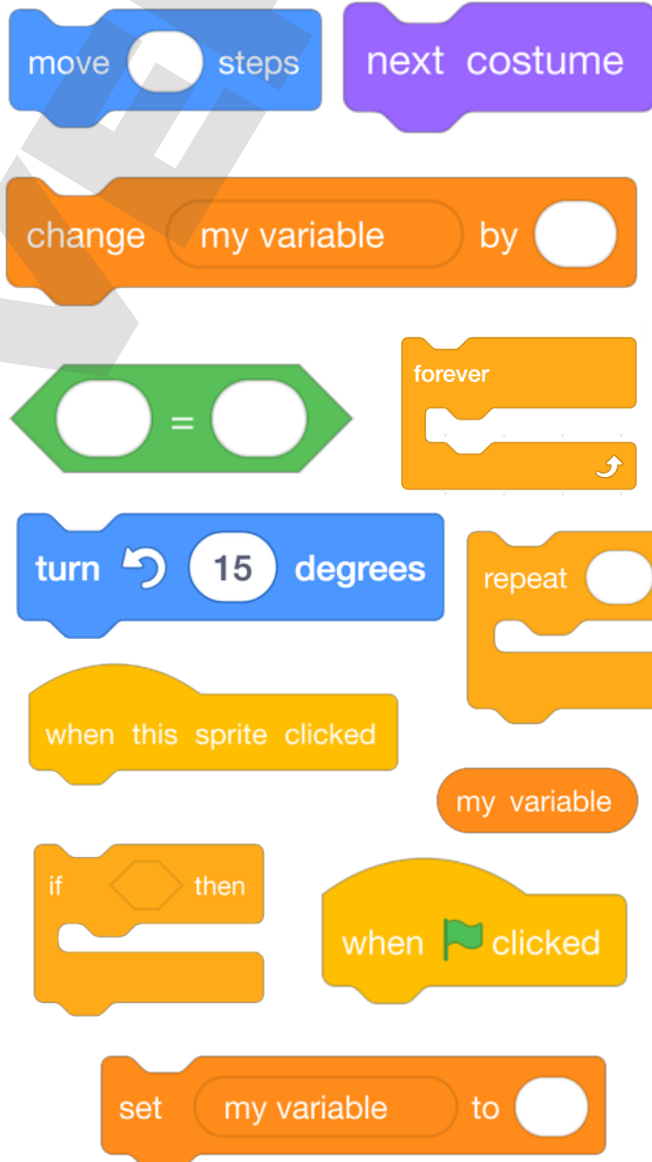 move steps
next costume
change my variable by
=
forever
turn 15 degrees
repeat
when this sprite clicked
my variable
if then
when clicked
set my variable to